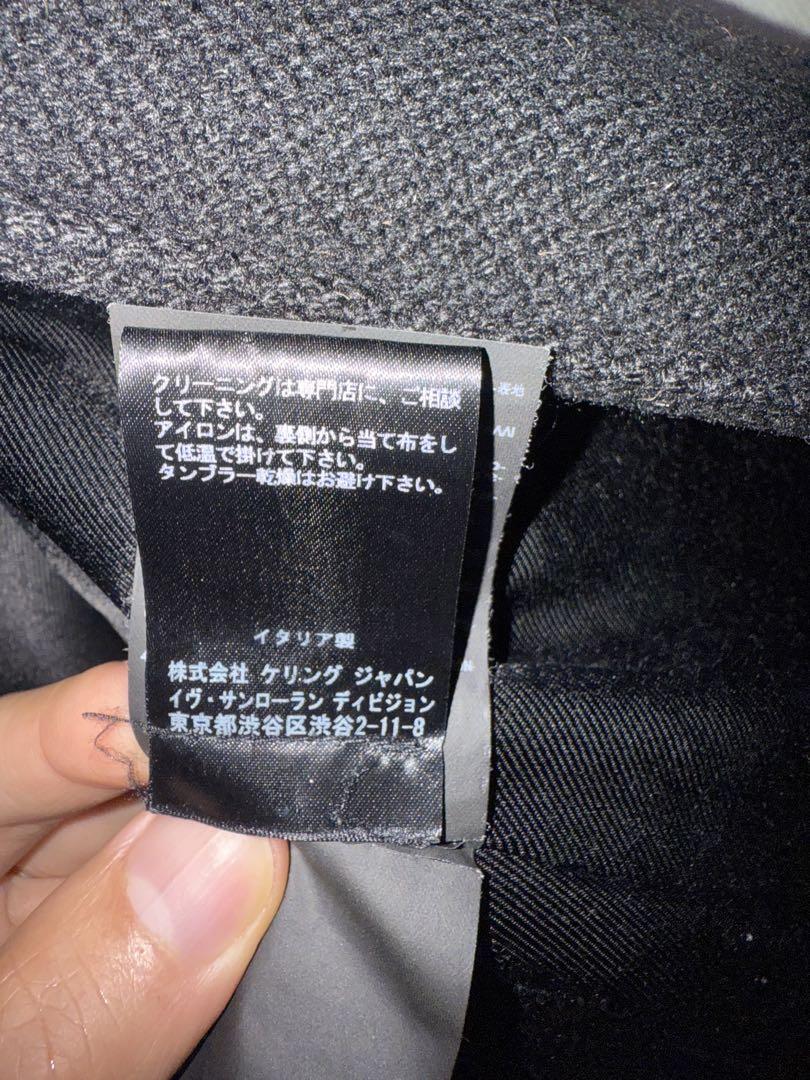 クリーニングは専門店に、ご相談
して下さい。
アイロンは、裏側から当て布をし
て低温で掛けて下さい。
タンブラー乾燥はお避け下さい。
イタリア製
株式会社 ケリング ジャパン
イヴ・サンローラン ディビジョン
東京都渋谷区渋谷2-11-8
表地